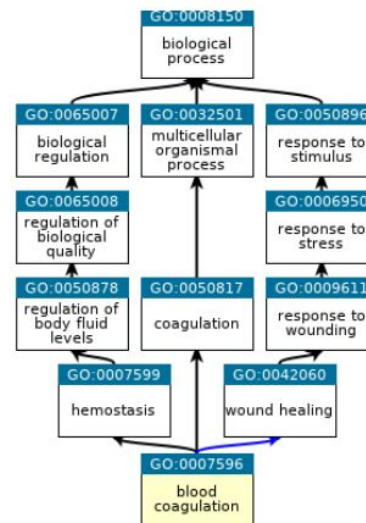 GO:0008150
biological
process
GO:0065007
biological
regulation
GO:0032501
multicellular
organismal
process
GO:0050896
response to
stimulus
GO:0065008
regulation of
biological
quality
GO:0006950
response to
stress
GO:0050878
regulation of
body fluid
levels
GO:0050817
coagulation
GO:0009611
response to
wounding
GO:0007599
hemostasis
GO:0042060
wound healing
GO:0007596
blood
coagulation